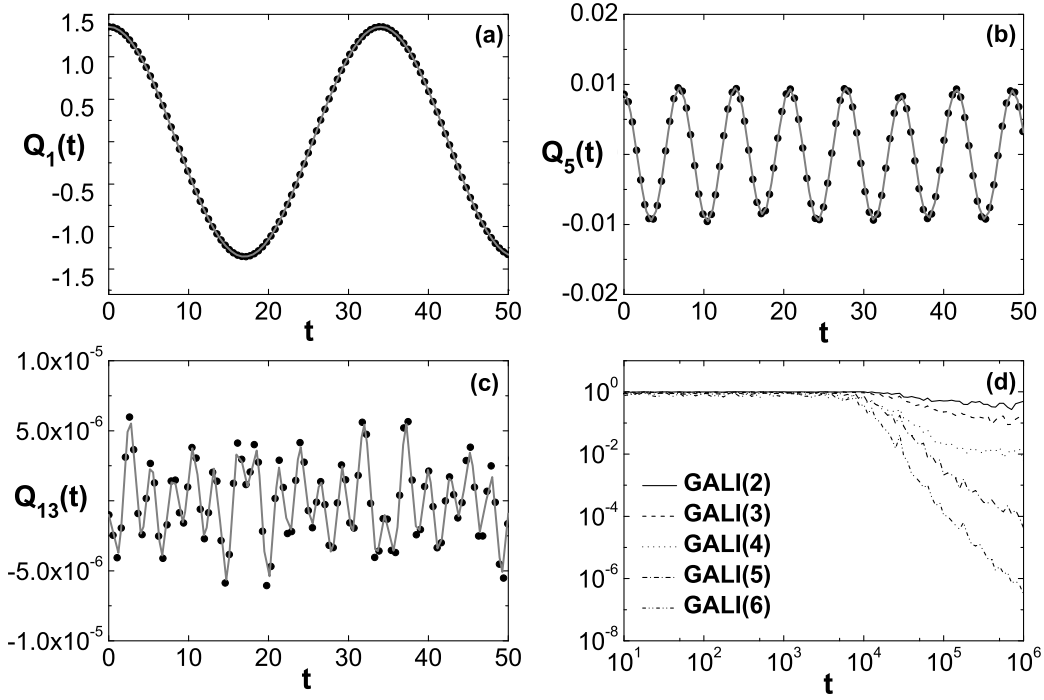 (a)
1.5
1.0
0.5
Q1(t)
-0.5
-1.0
-1.5
0 10 20 30 40 50
t
(b)
0.02
0.01
Q5(t)
-0.01
-0.02
0 10 20 30 40 50
t
(c)
1.0x10^-5
5.0x10^-6
Q13(t)
-5.0x10^-6
-1.0x10^-5
0 10 20 30 40 50
t
(d)
10^0
10^-2
10^-4
10^-6
10^-8
GALI(2)
GALI(3)
GALI(4)
GALI(5)
GALI(6)
10^1 10^2 10^3 10^4 10^5 10^6
t